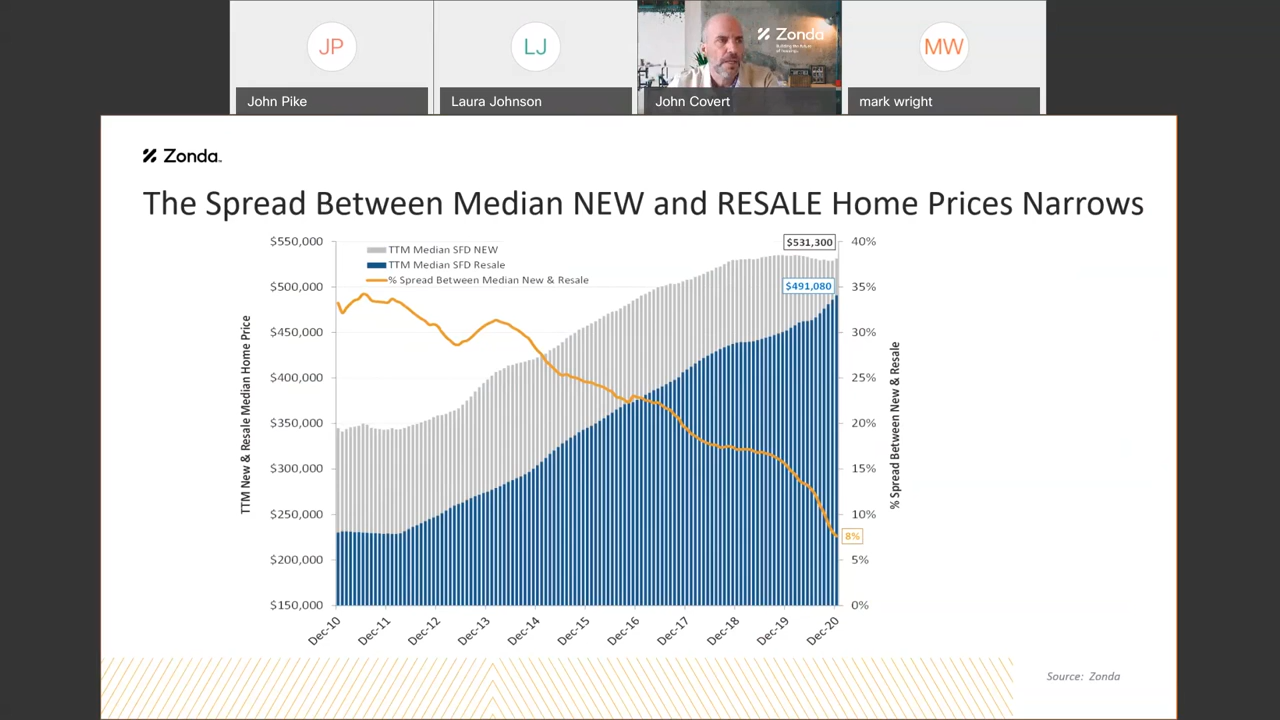 JP
LJ
Zonda
MW
John Pike
Laura Johnson
John Covert
mark wright
Zonda
The Spread Between Median NEW and RESALE Home Prices Narrows
TTM Median SFD NEW
TTM Median SFD Resale
% Spread Between Median New & Resale
$531,300
$491,080
8%
TTM New & Resale Median Home Price
$550,000
$500,000
$450,000
$400,000
$350,000
$300,000
$250,000
$200,000
$150,000
40%
35%
30%
25%
20%
15%
10%
5%
0%
% Spread Between New & Resale
Dec-10
Dec-11
Dec-12
Dec-13
Dec-14
Dec-15
Dec-16
Dec-17
Dec-18
Dec-19
Dec-20
Source: Zonda